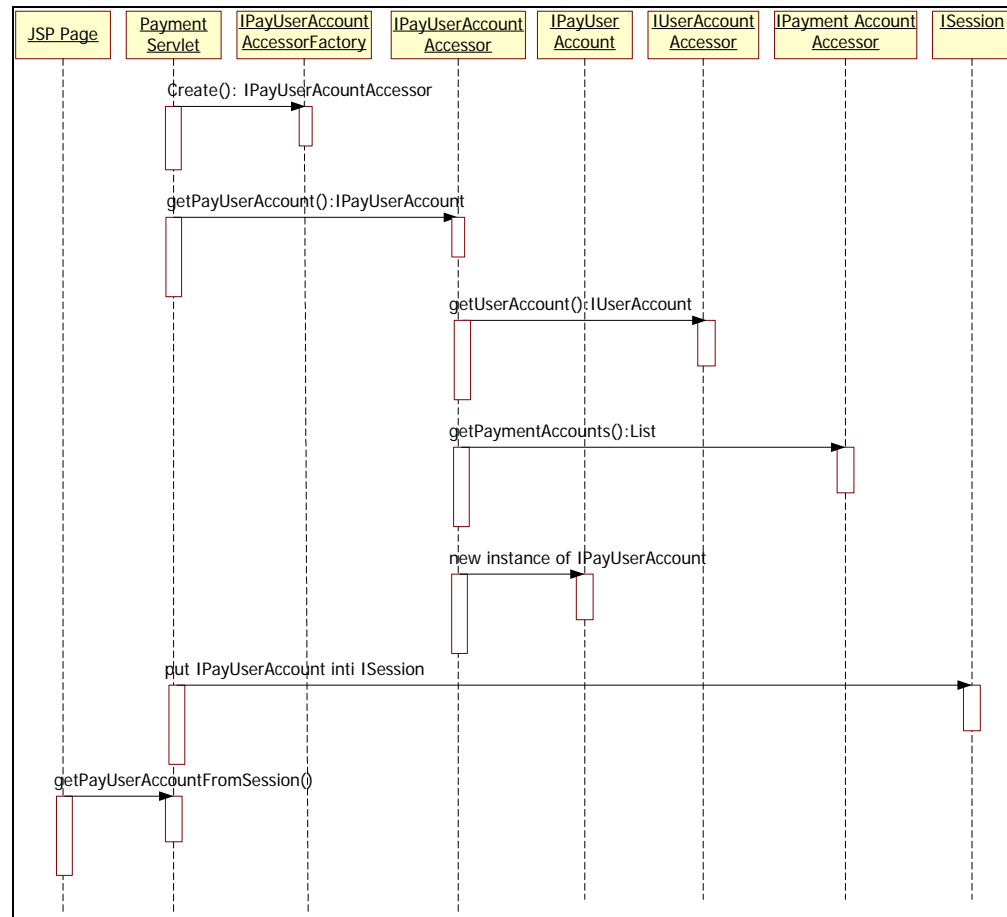 JSP Page
Payment
Servlet
IPayUserAccount
AccessorFactory
IPayUserAccount
Accessor
IPayUser
Account
IUserAccount
Accessor
IPayment Account
Accessor
ISession
Create(): IPayUserAcountAccessor
getPayUserAccount():IPayUserAccount
getUserAccount():IUserAccount
getPaymentAccounts():List
new instance of IPayUserAccount
put IPayUserAccount inti ISession
getPayUserAccountFromSession()